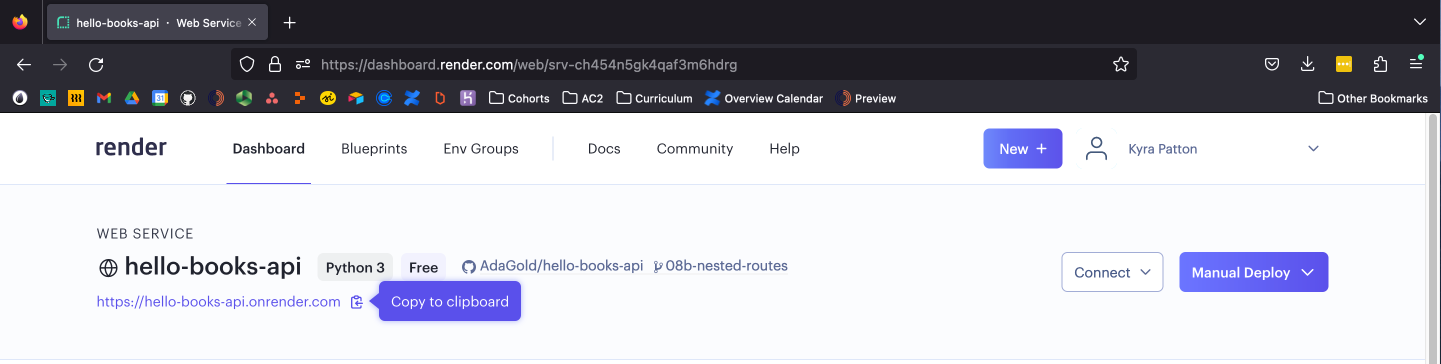 hello-books-api · Web Service
https://dashboard.render.com/web/srv-ch454n5gk4qaf3m6hdrg
Cohorts AC2 Curriculum Overview Calendar Preview Other Bookmarks
render Dashboard Blueprints Env Groups Docs Community Help New + Kyra Patton
WEB SERVICE
hello-books-api Python 3 Free AdaGold/hello-books-api 08b-nested-routes Connect Manual Deploy
https://hello-books-api.onrender.com Copy to clipboard